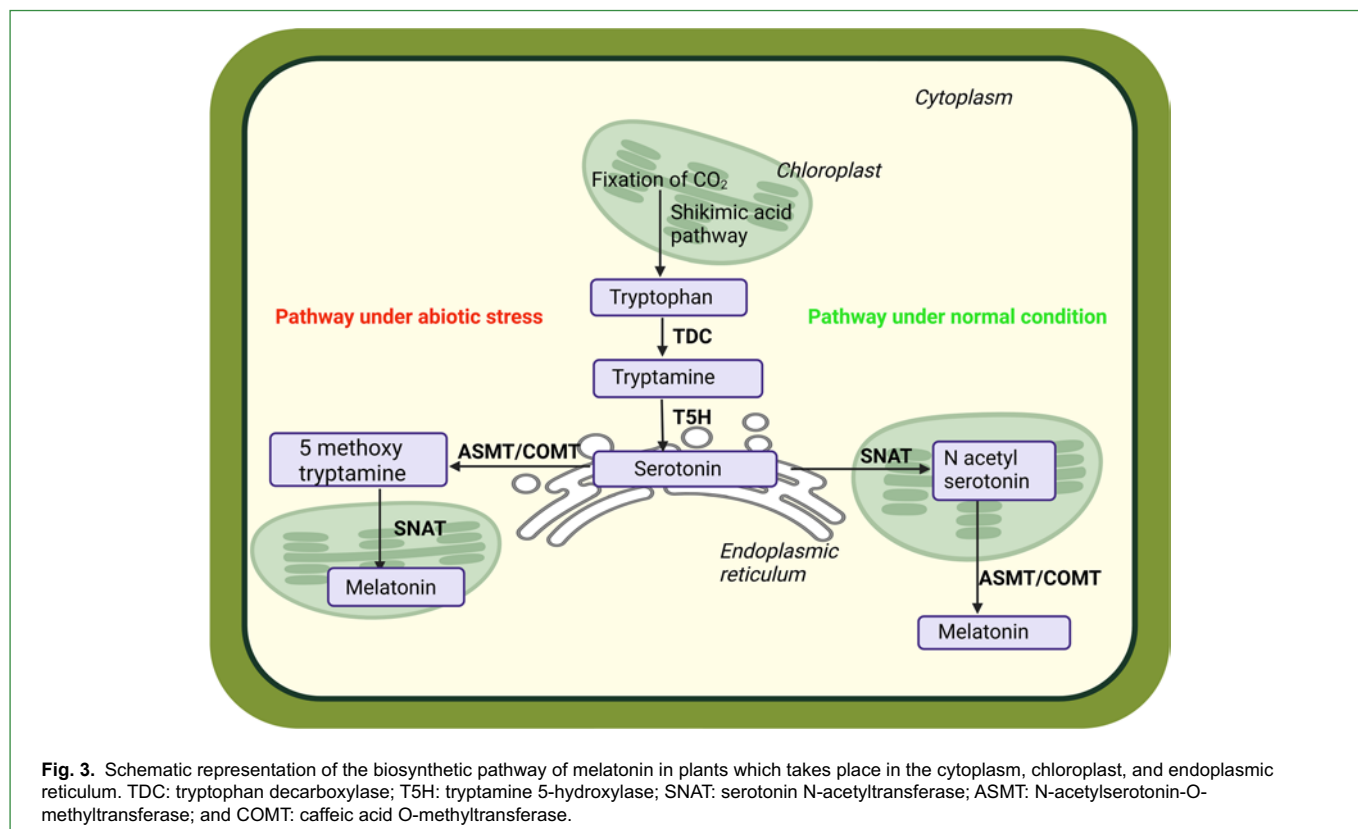 Cytoplasm
Chloroplast
Fixation of CO₂
Shikimic acid
pathway
Tryptophan
Pathway under abiotic stress
Pathway under normal condition
TDC
Tryptamine
T5H
5 methoxy
tryptamine
ASMT/COMT
Serotonin
SNAT
N acetyl
serotonin
SNAT
Endoplasmic
reticulum
ASMT/COMT
Melatonin
Melatonin
Fig. 3. Schematic representation of the biosynthetic pathway of melatonin in plants which takes place in the cytoplasm, chloroplast, and endoplasmic
reticulum. TDC: tryptophan decarboxylase; T5H: tryptamine 5-hydroxylase; SNAT: serotonin N-acetyltransferase; ASMT: N-acetylserotonin-O-
methyltransferase; and COMT: caffeic acid O-methyltransferase.